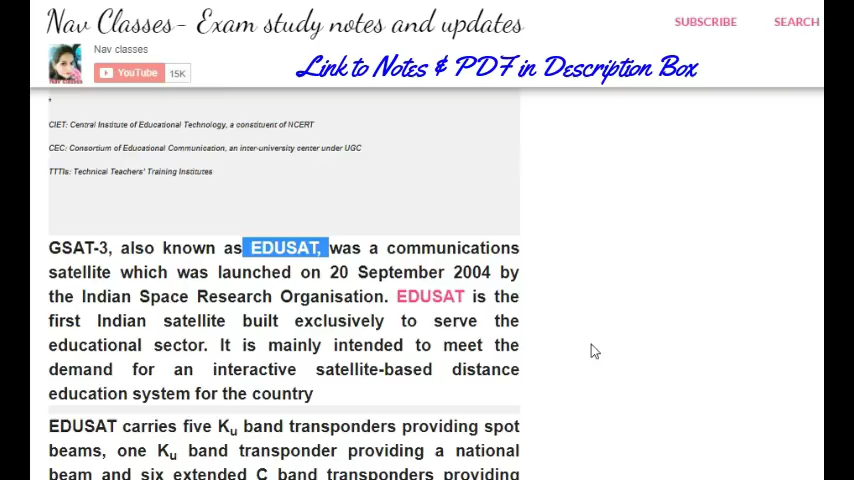 Nav Classes- Exam study notes and updates
SUBSCRIBE
SEARCH
Nav classes
YouTube 15K
Link to Notes & PDF in Description Box
*
CIET: Central Institute of Educational Technology, a constituent of NCERT
CEC: Consortium of Educational Communication, an inter-university center under UGC
TTTIs: Technical Teachers' Training Institutes
GSAT-3, also known as EDUSAT, was a communications
satellite which was launched on 20 September 2004 by
the Indian Space Research Organisation. EDUSAT is the
first Indian satellite built exclusively to serve the
educational sector. It is mainly intended to meet the
demand for an interactive satellite-based distance
education system for the country
EDUSAT carries five Ku band transponders providing spot
beams, one Ku band transponder providing a national
beam and six extended C band transponders providing